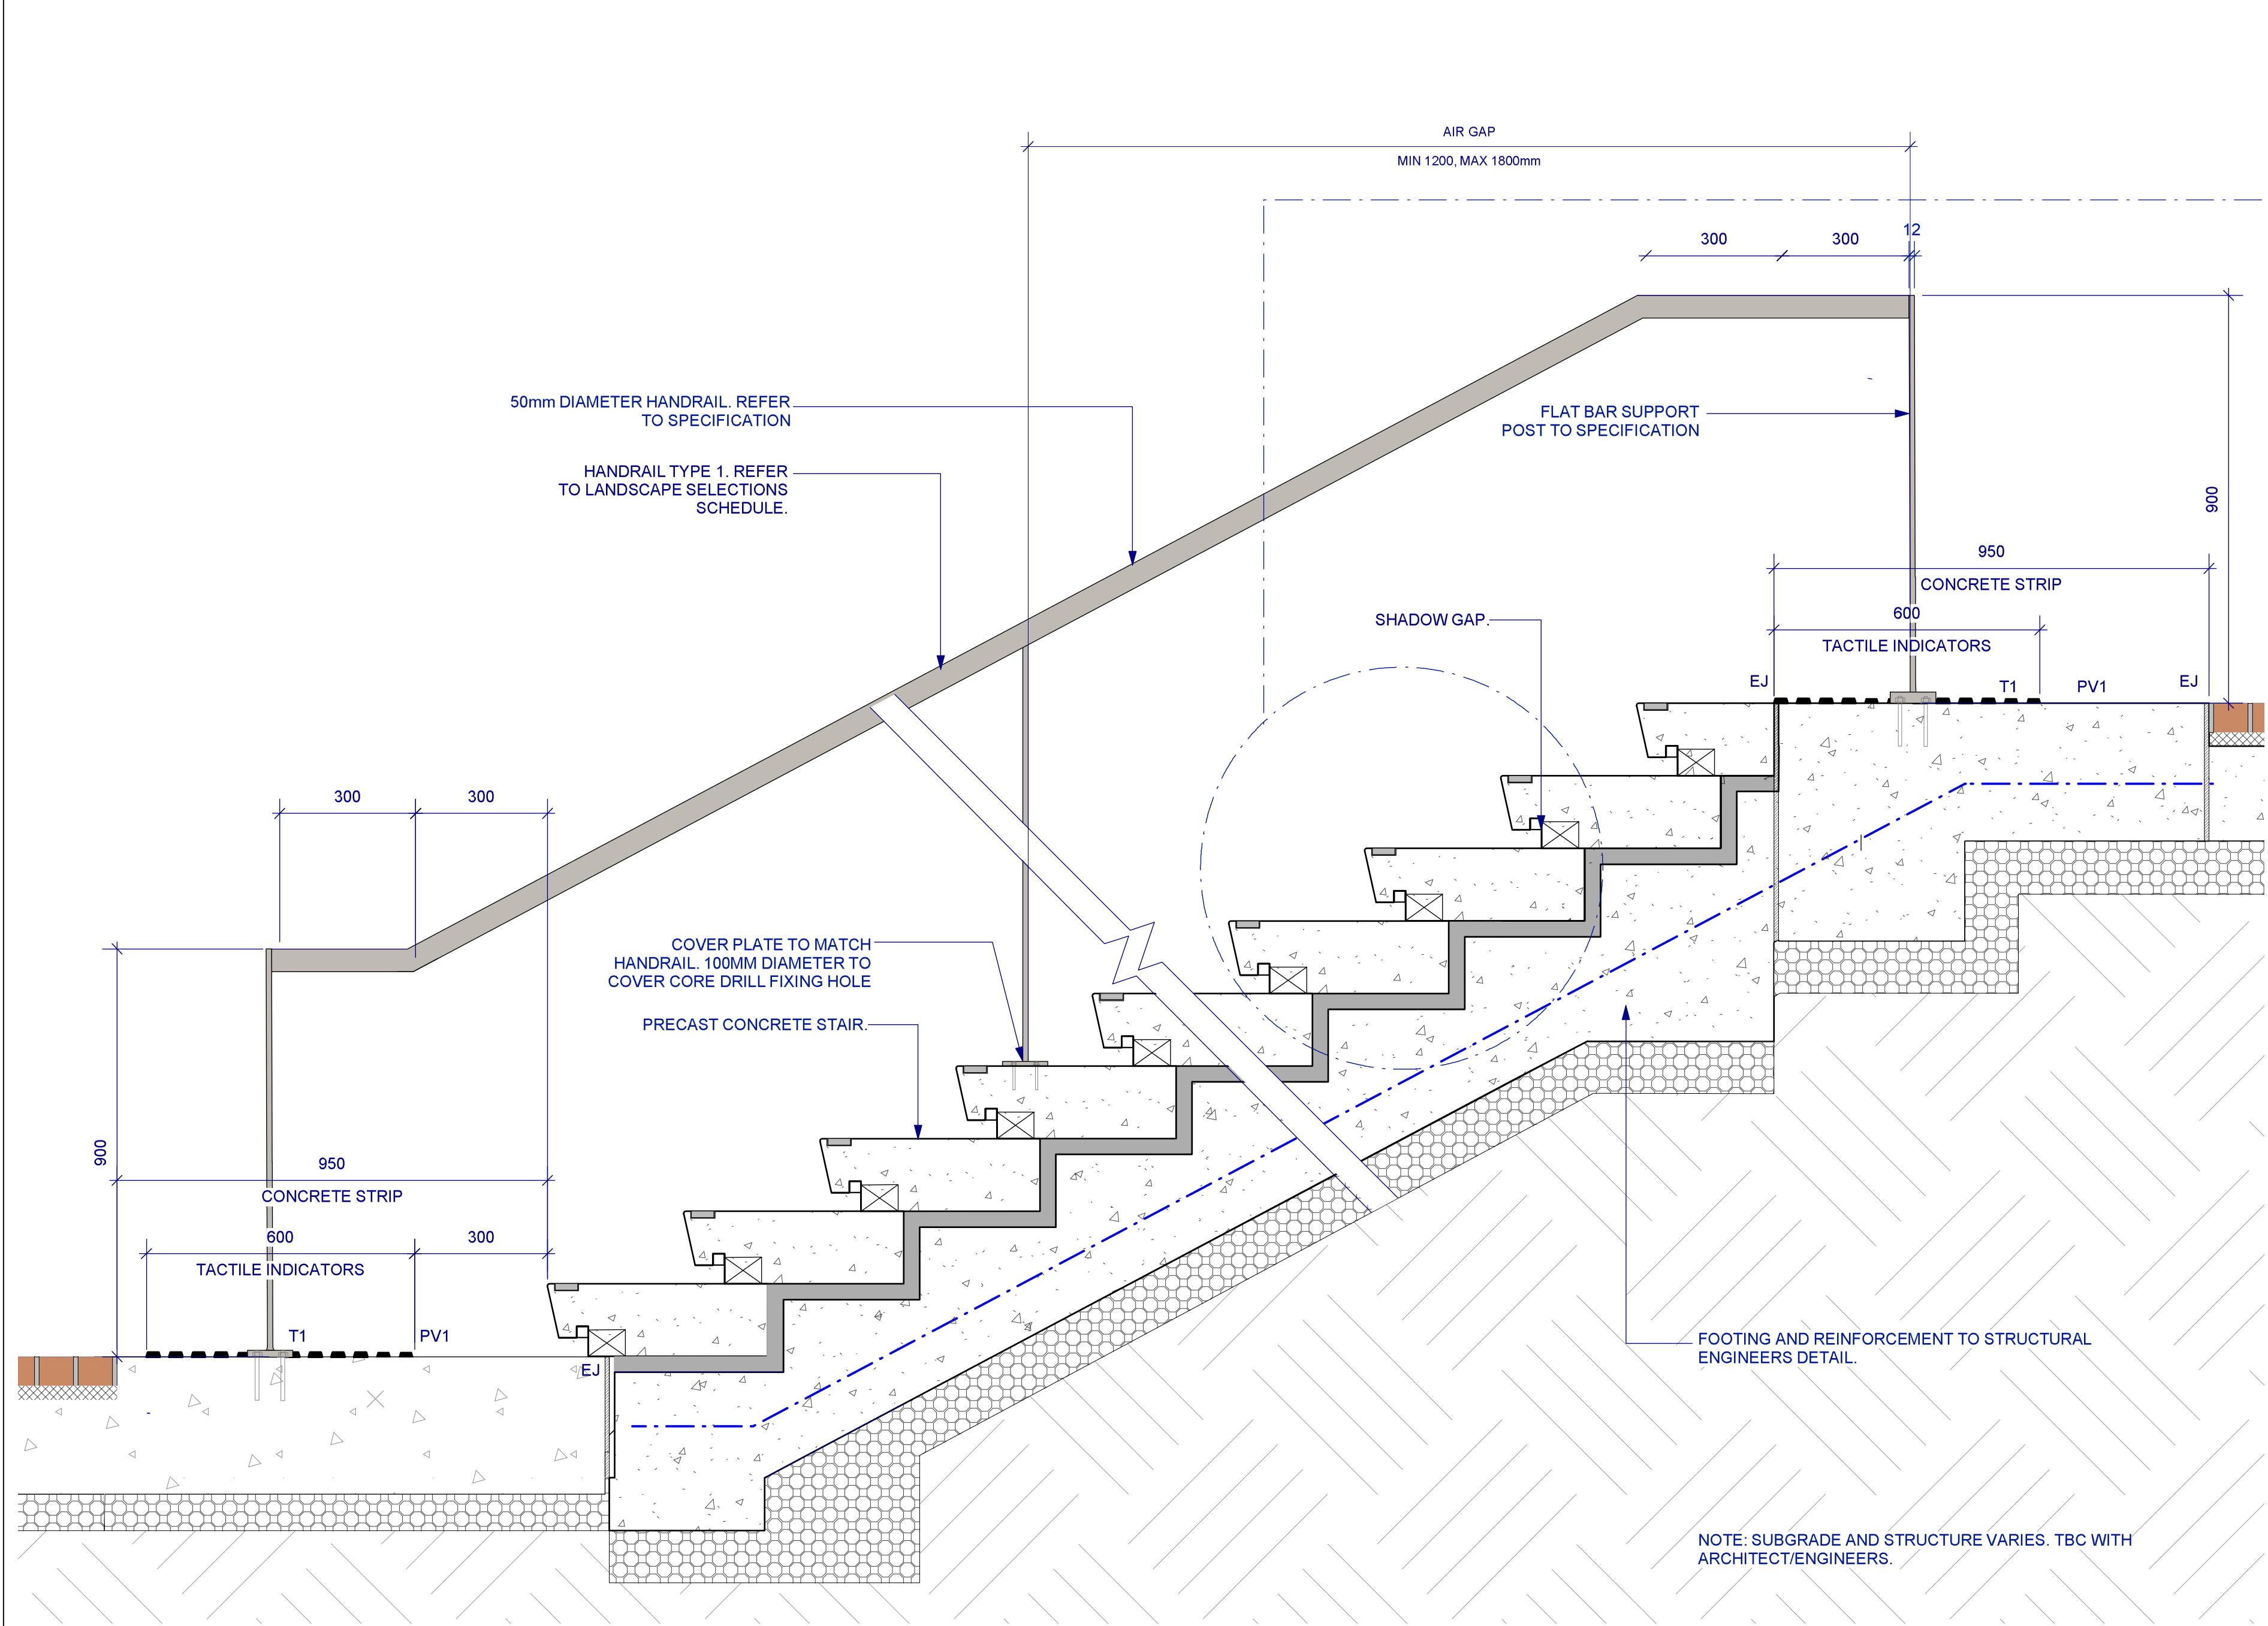 AIR GAP
MIN 1200, MAX 1800mm
300
300
12
50mm DIAMETER HANDRAIL. REFER
TO SPECIFICATION
FLAT BAR SUPPORT
POST TO SPECIFICATION
HANDRAIL TYPE 1. REFER
TO LANDSCAPE SELECTIONS
SCHEDULE.
900
950
CONCRETE STRIP
SHADOW GAP.
600
TACTILE INDICATORS
EJ
T1
PV1
EJ
300
300
COVER PLATE TO MATCH
HANDRAIL. 100MM DIAMETER TO
COVER CORE DRILL FIXING HOLE
PRECAST CONCRETE STAIR.
900
950
CONCRETE STRIP
600
300
TACTILE INDICATORS
T1
PV1
EJ
FOOTING AND REINFORCEMENT TO STRUCTURAL
ENGINEERS DETAIL.
NOTE: SUBGRADE AND STRUCTURE VARIES. TBC WITH
ARCHITECT/ENGINEERS.